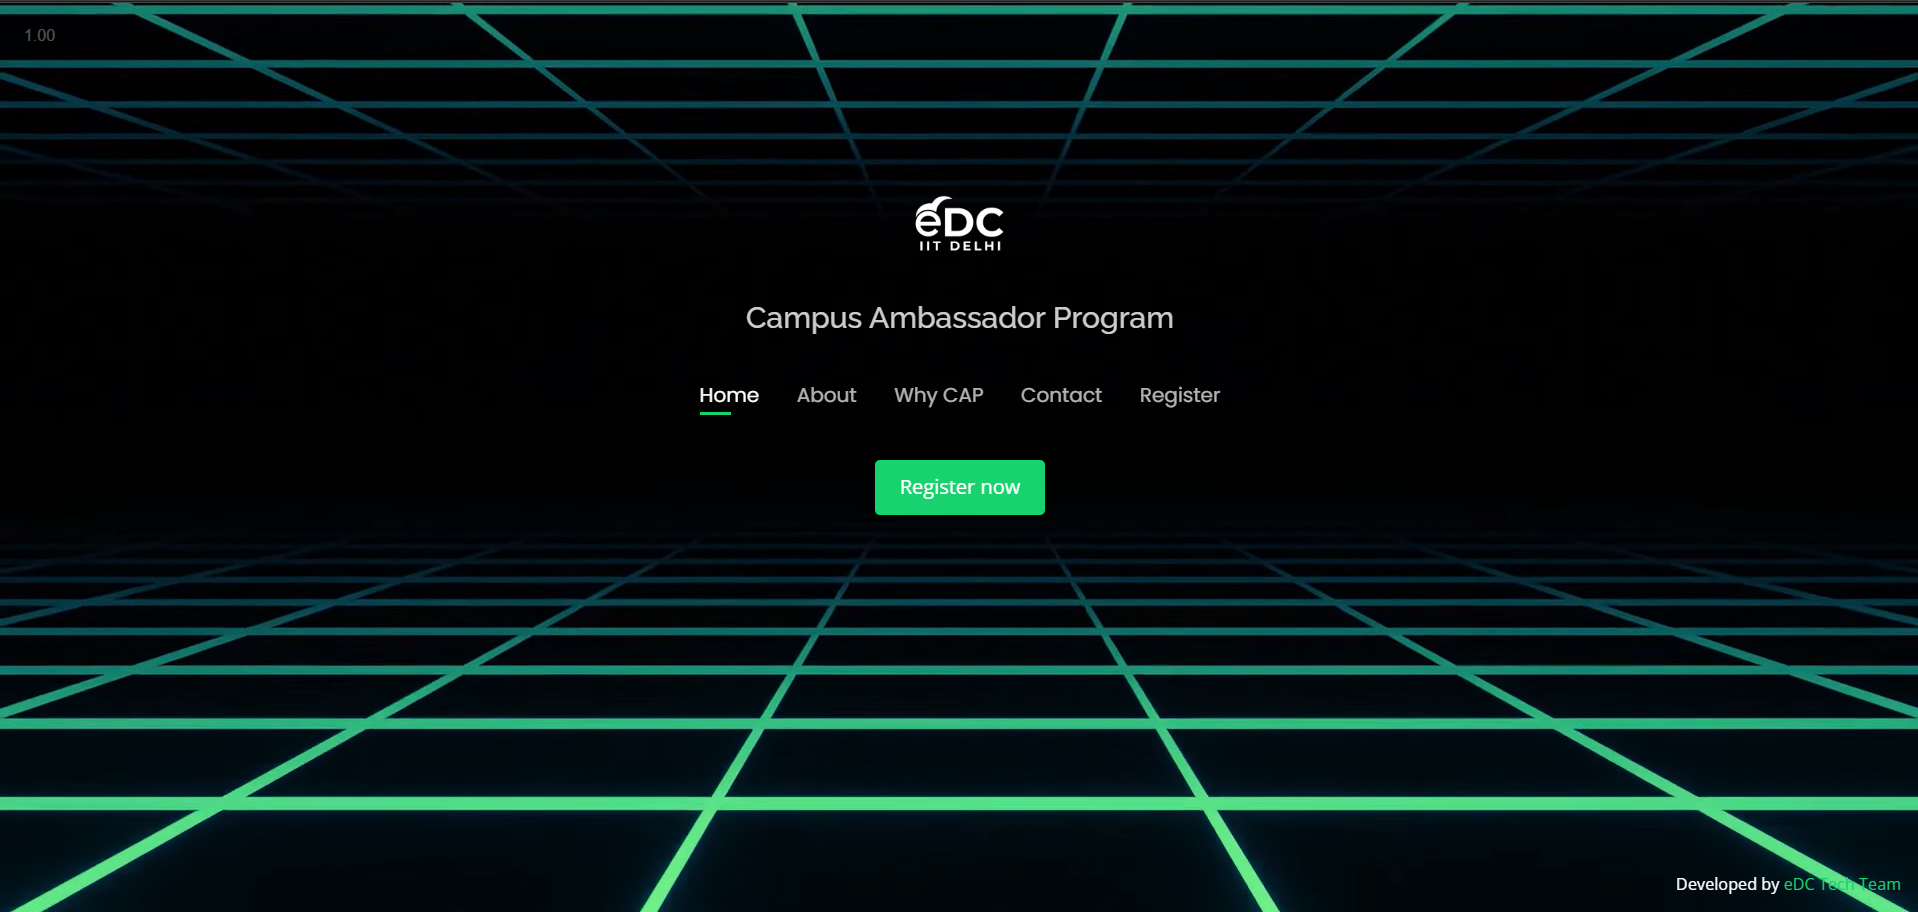 1.00
eDC
IIT DELHI
Campus Ambassador Program
Home About Why CAP Contact Register
Register now
Developed by eDC Tech Team